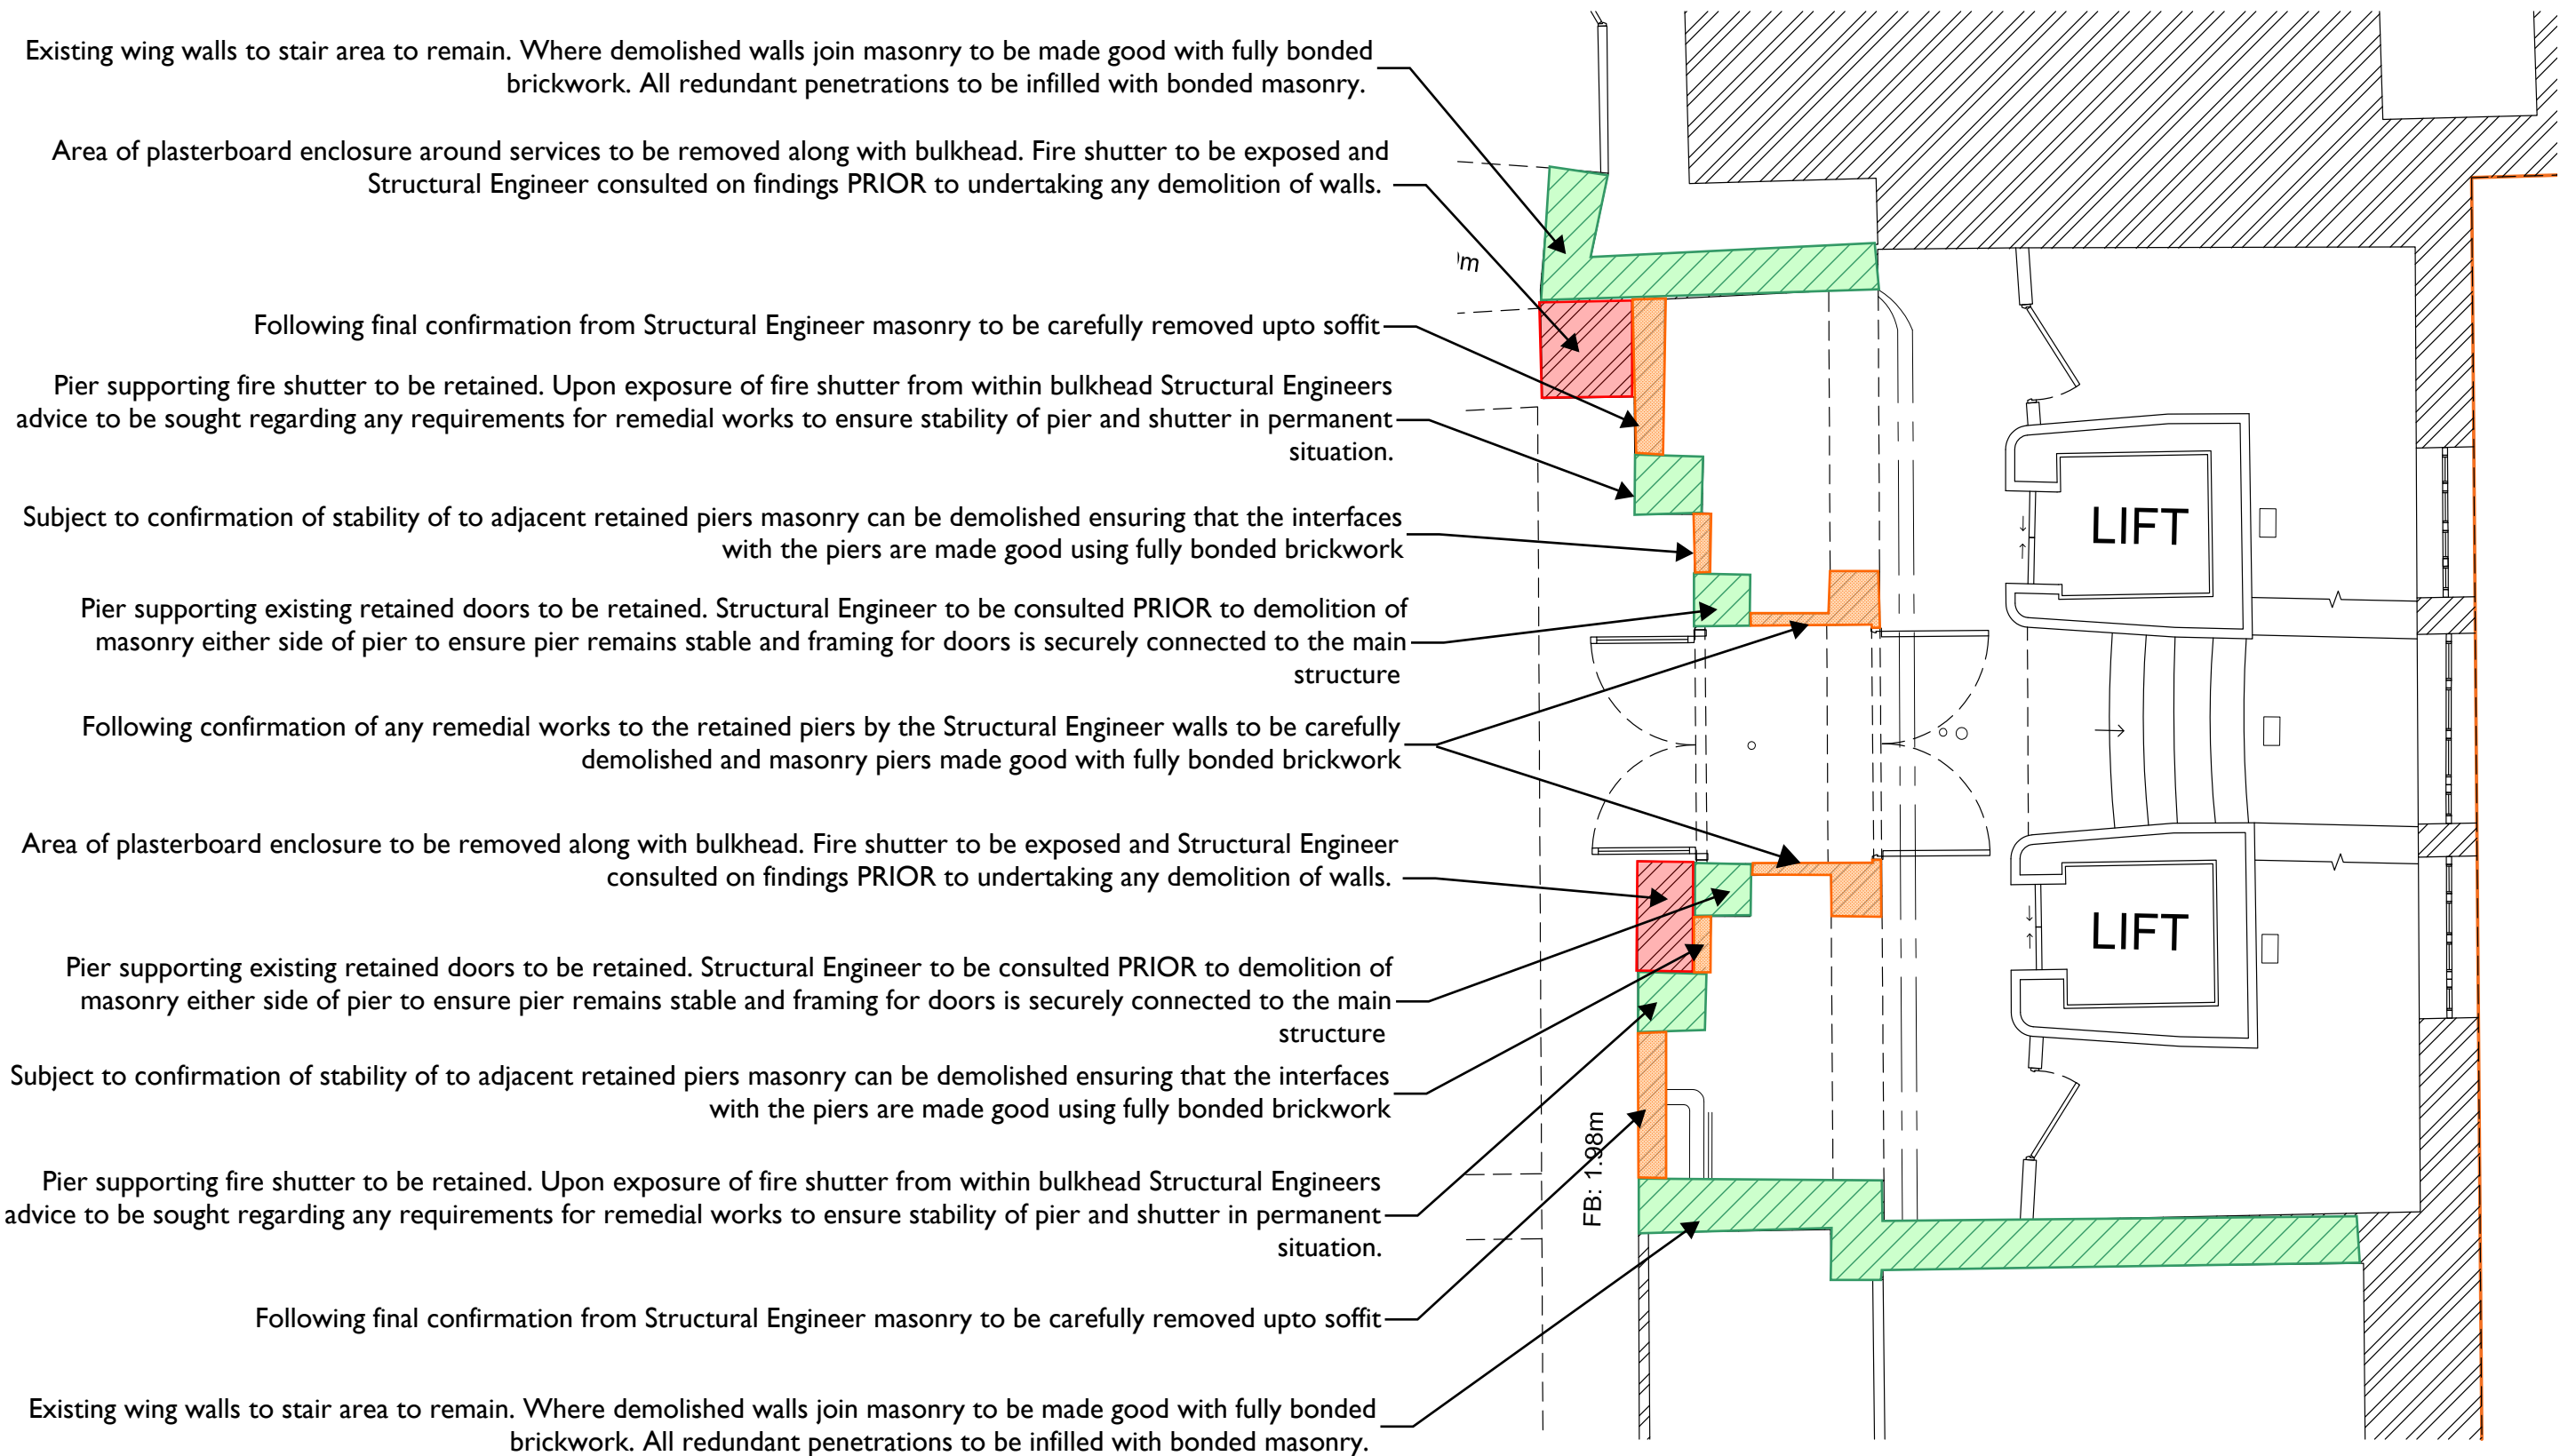 Existing wing walls to stair area to remain. Where demolished walls join masonry to be made good with fully bonded
brickwork. All redundant penetrations to be infilled with bonded masonry.
Area of plasterboard enclosure around services to be removed along with bulkhead. Fire shutter to be exposed and
Structural Engineer consulted on findings PRIOR to undertaking any demolition of walls.
m
Following final confirmation from Structural Engineer masonry to be carefully removed upto soffit
Pier supporting fire shutter to be retained. Upon exposure of fire shutter from within bulkhead Structural Engineers
advice to be sought regarding any requirements for remedial works to ensure stability of pier and shutter in permanent
situation.
Subject to confirmation of stability of to adjacent retained piers masonry can be demolished ensuring that the interfaces
with the piers are made good using fully bonded brickwork
LIFT
Pier supporting existing retained doors to be retained. Structural Engineer to be consulted PRIOR to demolition of
masonry either side of pier to ensure pier remains stable and framing for doors is securely connected to the main
structure
Following confirmation of any remedial works to the retained piers by the Structural Engineer walls to be carefully
demolished and masonry piers made good with fully bonded brickwork
Area of plasterboard enclosure to be removed along with bulkhead. Fire shutter to be exposed and Structural Engineer
consulted on findings PRIOR to undertaking any demolition of walls.
LIFT
Pier supporting existing retained doors to be retained. Structural Engineer to be consulted PRIOR to demolition of
masonry either side of pier to ensure pier remains stable and framing for doors is securely connected to the main
structure
Subject to confirmation of stability of to adjacent retained piers masonry can be demolished ensuring that the interfaces
with the piers are made good using fully bonded brickwork
FB: 1.98m
Pier supporting fire shutter to be retained. Upon exposure of fire shutter from within bulkhead Structural Engineers
advice to be sought regarding any requirements for remedial works to ensure stability of pier and shutter in permanent
situation.
Following final confirmation from Structural Engineer masonry to be carefully removed upto soffit
Existing wing walls to stair area to remain. Where demolished walls join masonry to be made good with fully bonded
brickwork. All redundant penetrations to be infilled with bonded masonry.